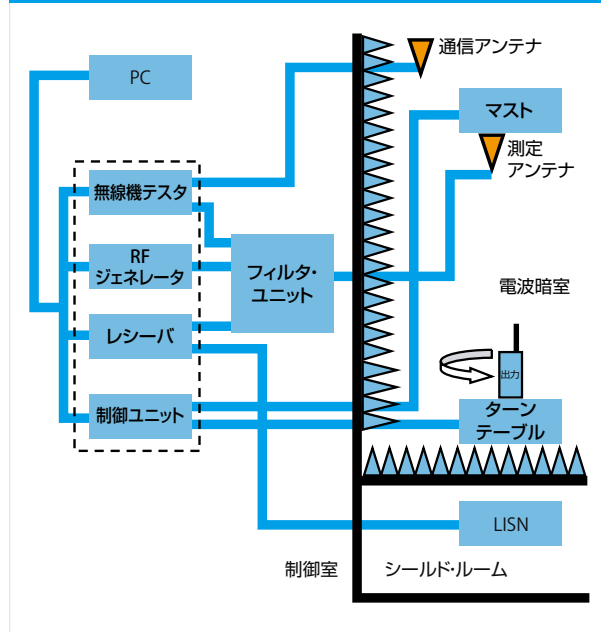 通信アンテナ
PC
マスト
測定
アンテナ
無線機テスタ
RF
ジェネレータ
フィルタ・
ユニット
電波暗室
レシーバ
出力
制御ユニット
ターン
テーブル
LISN
制御室
シールド・ルーム